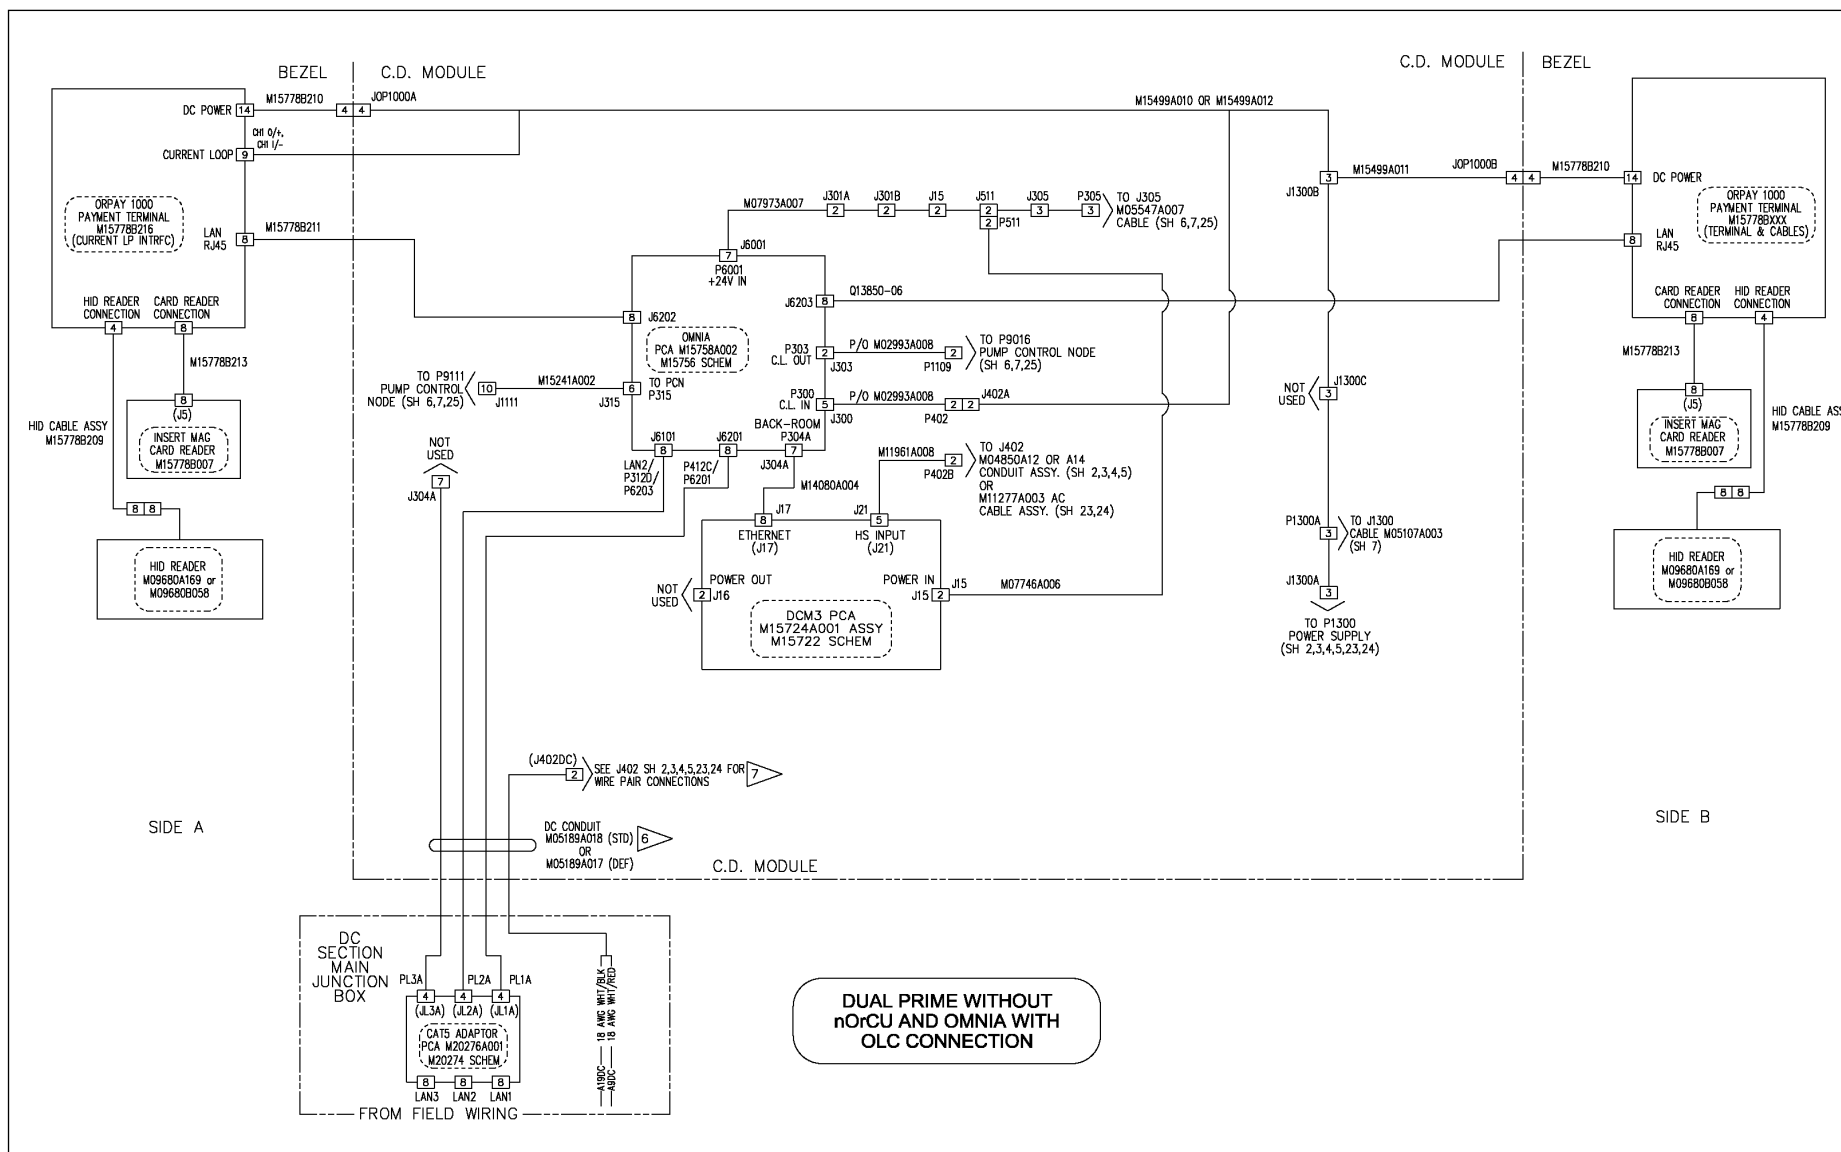 BEZEL
C.D. MODULE
C.D. MODULE
BEZEL
M15778B210
JOP1000A
DC POWER
14
4
4
CH1 O/+,
CH1 I/-
CURRENT LOOP
9
ORPAY 1000
PAYMENT TERMINAL
M15778B216
(CURRENT LP INTRFC)
LAN
RJ45
8
M15778B211
HID READER
CONNECTION
4
CARD READER
CONNECTION
8
M15778B213
8
(J5)
INSERT MAG
CARD READER
M15778B007
HID CABLE ASSY
M15778B209
8
8
HID READER
M09680A169 or
M09680B058
SIDE A
M15499A010 OR M15499A012
M07973A007
J301A
2
J301B
2
J15
2
J511
2
2
P511
J305
3
P305
3
TO J305
M05547A007
CABLE (SH 6,7,25)
J6001
7
P6001
+24V IN
J6203
8
Q13850-06
8
J6202
OMNIA
PCA M15758A002
M15756 SCHEM
P303
C.L. OUT
2
J303
P/O M02993A008
2
P1109
TO P9016
PUMP CONTROL NODE
(SH 6,7,25)
TO P9111
PUMP CONTROL
NODE (SH 6,7,25)
10
J1111
M15241A002
6
J315
TO PCN
P315
P300
C.L. IN
5
J300
P/O M02993A008
2
2
P402
J402A
BACK-ROOM
P304A
7
J304A
J6101
8
LAN2/
P312D/
P6203
J6201
8
P412C/
P6201
NOT
USED
7
J304A
M14080A004
M11961A008
2
P402B
TO J402
M04850A12 OR A14
CONDUIT ASSY. (SH 2,3,4,5)
OR
M11277A003 AC
CABLE ASSY. (SH 23,24)
J17
8
ETHERNET
(J17)
J21
5
HS INPUT
(J21)
POWER OUT
NOT
USED
2
J16
POWER IN
J15
2
J15
M07746A006
DCM3 PCA
M15724A001 ASSY
M15722 SCHEM
3
J1300B
M15499A011
JOP1000B
4
4
M15778B210
14
DC POWER
ORPAY 1000
PAYMENT TERMINAL
M15778BXXX
(TERMINAL & CABLES)
8
LAN
RJ45
CARD READER
CONNECTION
8
HID READER
CONNECTION
4
M15778B213
8
(J5)
INSERT MAG
CARD READER
M15778B007
HID CABLE ASS
M15778B209
8
8
HID READER
M09680A169 or
M09680B058
NOT
USED
3
J1300C
P1300A
3
TO J1300
CABLE M05107A003
(SH 7)
J1300A
3
TO P1300
POWER SUPPLY
(SH 2,3,4,5,23,24)
SIDE B
(J402DC)
2
SEE J402 SH 2,3,4,5,23,24 FOR
WIRE PAIR CONNECTIONS
7
DC CONDUIT
M05189A018 (STD)
OR
M05189A017 (DEF)
6
C.D. MODULE
DC
SECTION
MAIN
JUNCTION
BOX
PL3A
4
(JL3A)
PL2A
4
(JL2A)
PL1A
4
(JL1A)
CAT5 ADAPTOR
PCA M20276A001
M20274 SCHEM
8
LAN3
8
LAN2
8
LAN1
A19DC
18 AWG WHT/BLK
A9DC
18 AWG WHT/RED
FROM FIELD WIRING
DUAL PRIME WITHOUT
nOrCU AND OMNIA WITH
OLC CONNECTION